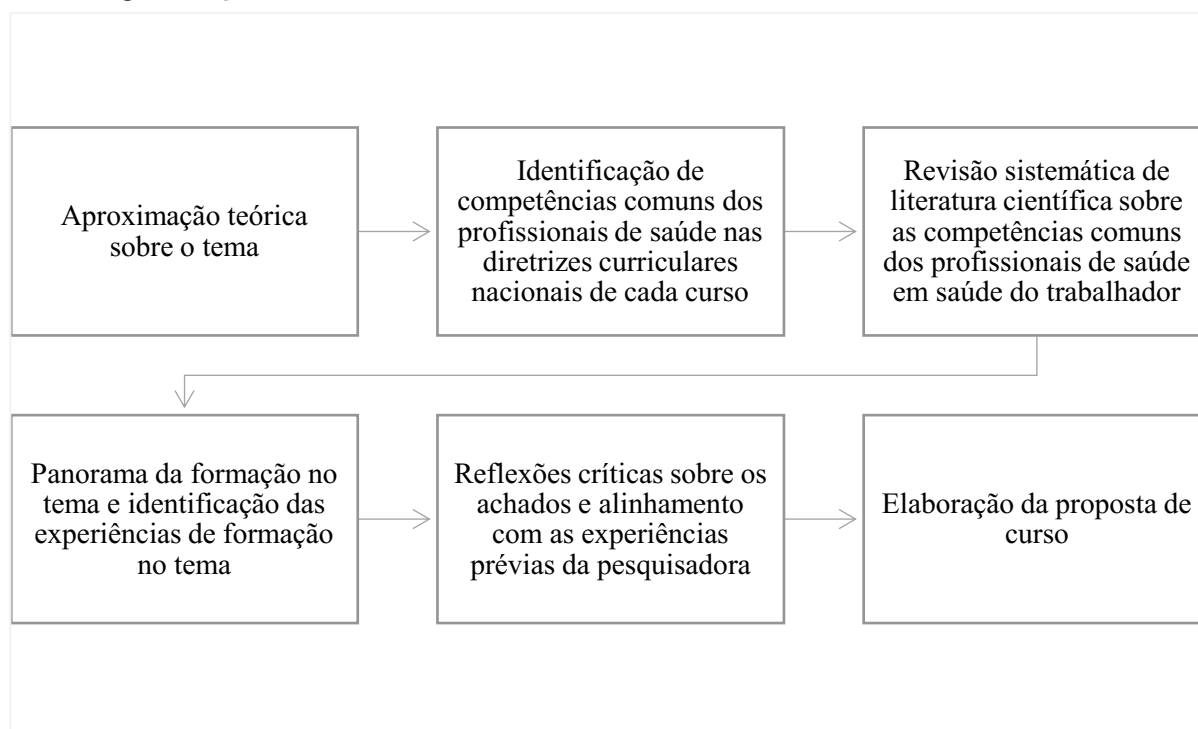 Aproximação teórica
sobre o tema
Identificação de
competências comuns dos
profissionais de saúde nas
diretrizes curriculares
nacionais de cada curso
Revisão sistemática de
literatura científica sobre
as competências comuns
dos profissionais de saúde
em saúde do trabalhador
Panorama da formação no
tema e identificação das
experiências de formação
no tema
Reflexões críticas sobre os
achados e alinhamento
com as experiências
prévias da pesquisadora
Elaboração da proposta de
curso